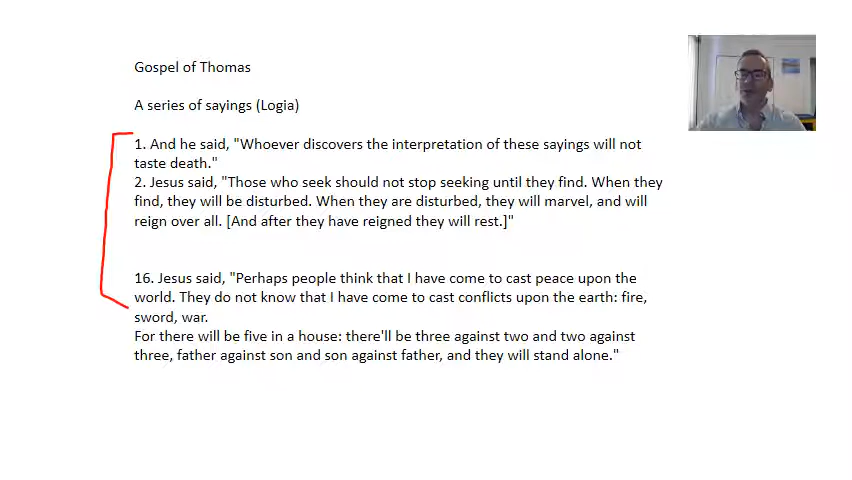 Gospel of Thomas
A series of sayings (Logia)
1. And he said, "Whoever discovers the interpretation of these sayings will not
taste death."
2. Jesus said, "Those who seek should not stop seeking until they find. When they
find, they will be disturbed. When they are disturbed, they will marvel, and will
reign over all. [And after they have reigned they will rest.]"
16. Jesus said, "Perhaps people think that I have come to cast peace upon the
world. They do not know that I have come to cast conflicts upon the earth: fire,
sword, war.
For there will be five in a house: there'll be three against two and two against
three, father against son and son against father, and they will stand alone."